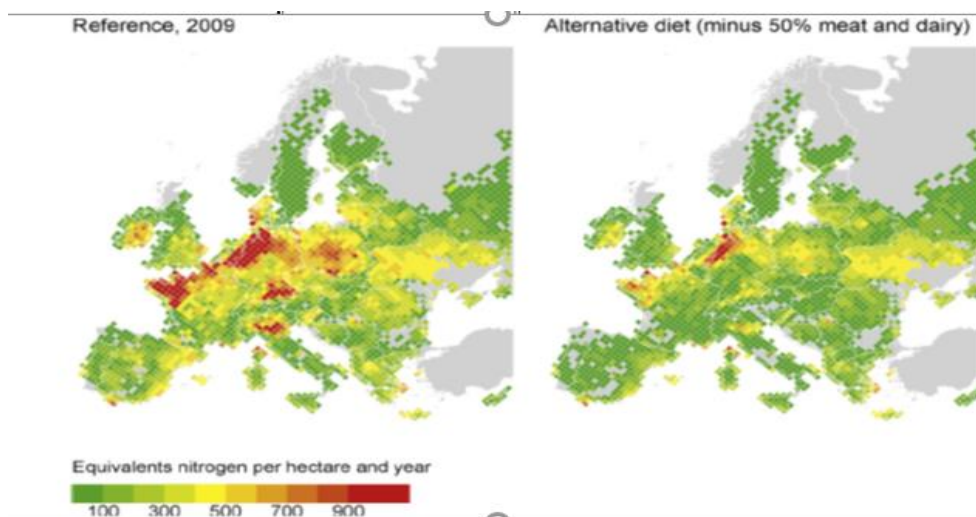 Reference, 2009
Alternative diet (minus 50% meat and dairy)
Equivalents nitrogen per hectare and year
100 300 500 700 900